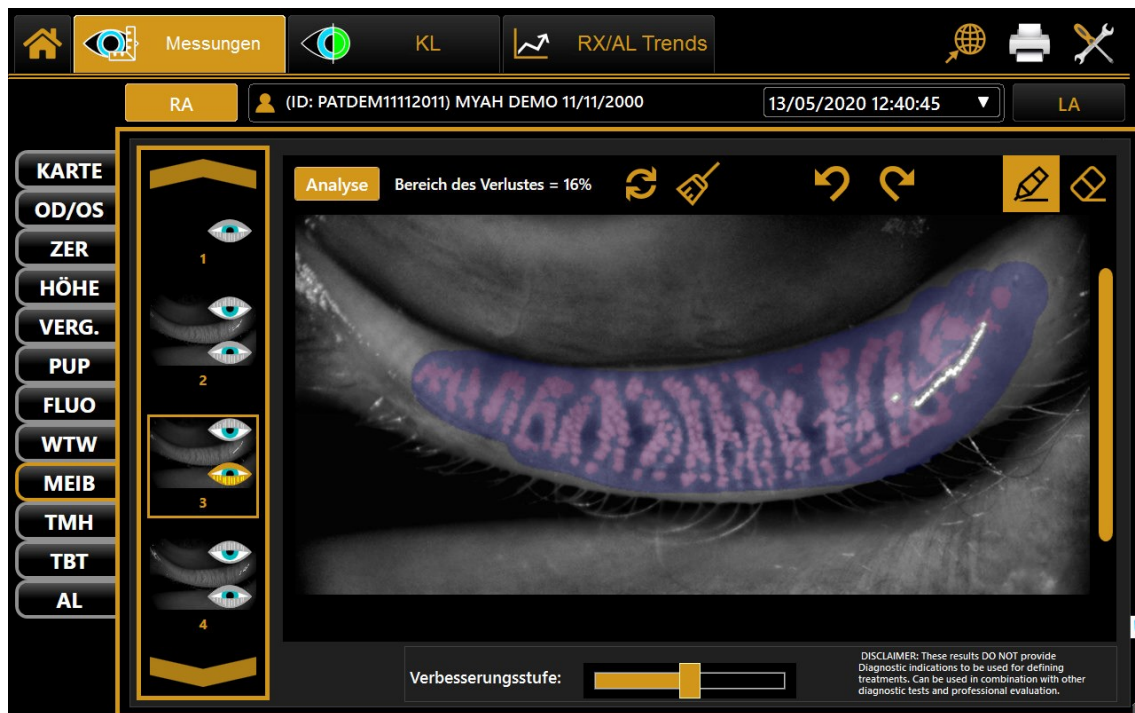 Messungen
KL
RX/AL Trends
RA
(ID: PATDEM11112011) MYAH DEMO 11/11/2000
13/05/2020 12:40:45
LA
KARTE
OD/OS
ZER
HÖHE
VERG.
PUP
FLUO
WTW
MEIB
TMH
TBT
AL
1
2
3
4
Analyse
Bereich des Verlustes = 16%
Verbesserungsstufe:
DISCLAIMER: These results DO NOT provide
Diagnostic indications to be used for defining
treatments. Can be used in combination with other
diagnostic tests and professional evaluation.